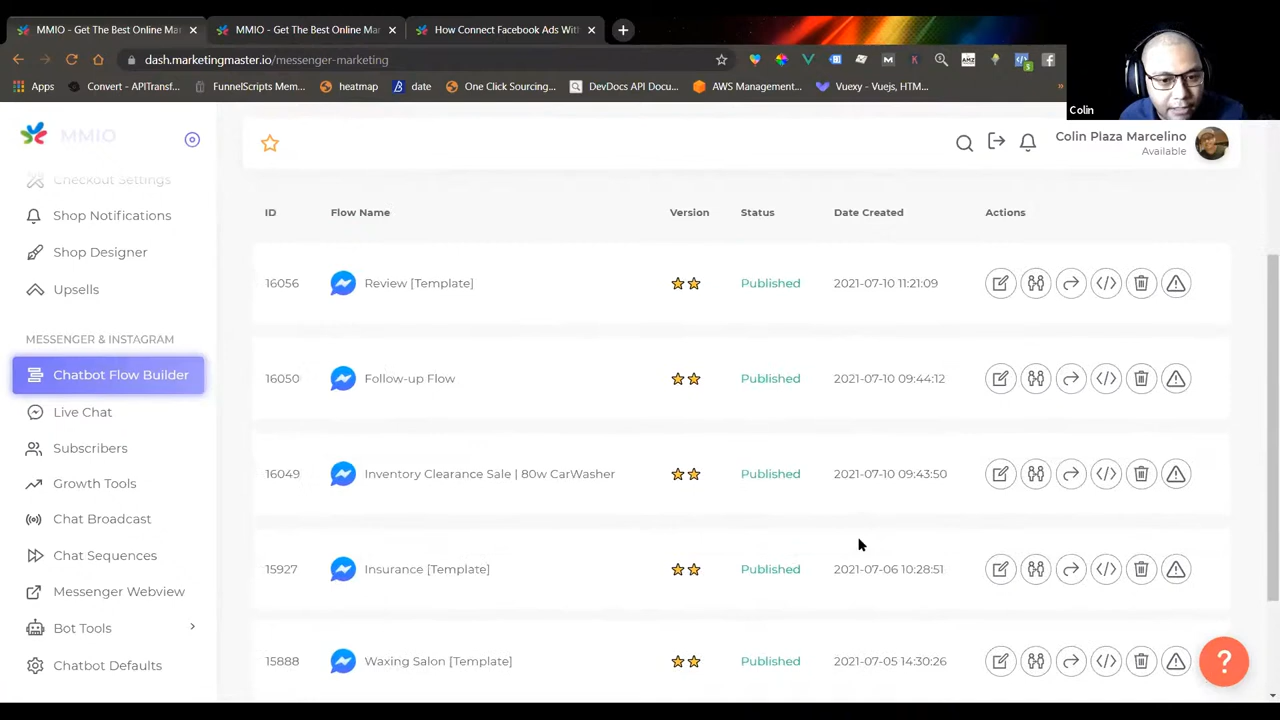 MMIO - Get The Best Online Mar
MMIO - Get The Best Online Mar
How Connect Facebook Ads With
dash.marketingmaster.io/messenger-marketing
Apps
Convert - APITransf...
FunnelScripts Mem...
heatmap
date
One Click Sourcing...
DevDocs API Docu...
AWS Management...
Vuexy - Vuejs, HTM...
»
Colin
MMIO
Colin Plaza Marcelino
Available
Checkout Settings
Shop Notifications
Shop Designer
Upsells
MESSENGER & INSTAGRAM
Chatbot Flow Builder
Live Chat
Subscribers
Growth Tools
Chat Broadcast
Chat Sequences
Messenger Webview
Bot Tools
Chatbot Defaults
ID Flow Name Version Status Date Created Actions
16056 Review [Template] Published 2021-07-10 11:21:09
16050 Follow-up Flow Published 2021-07-10 09:44:12
16049 Inventory Clearance Sale | 80w CarWasher Published 2021-07-10 09:43:50
15927 Insurance [Template] Published 2021-07-06 10:28:51
15888 Waxing Salon [Template] Published 2021-07-05 14:30:26
?